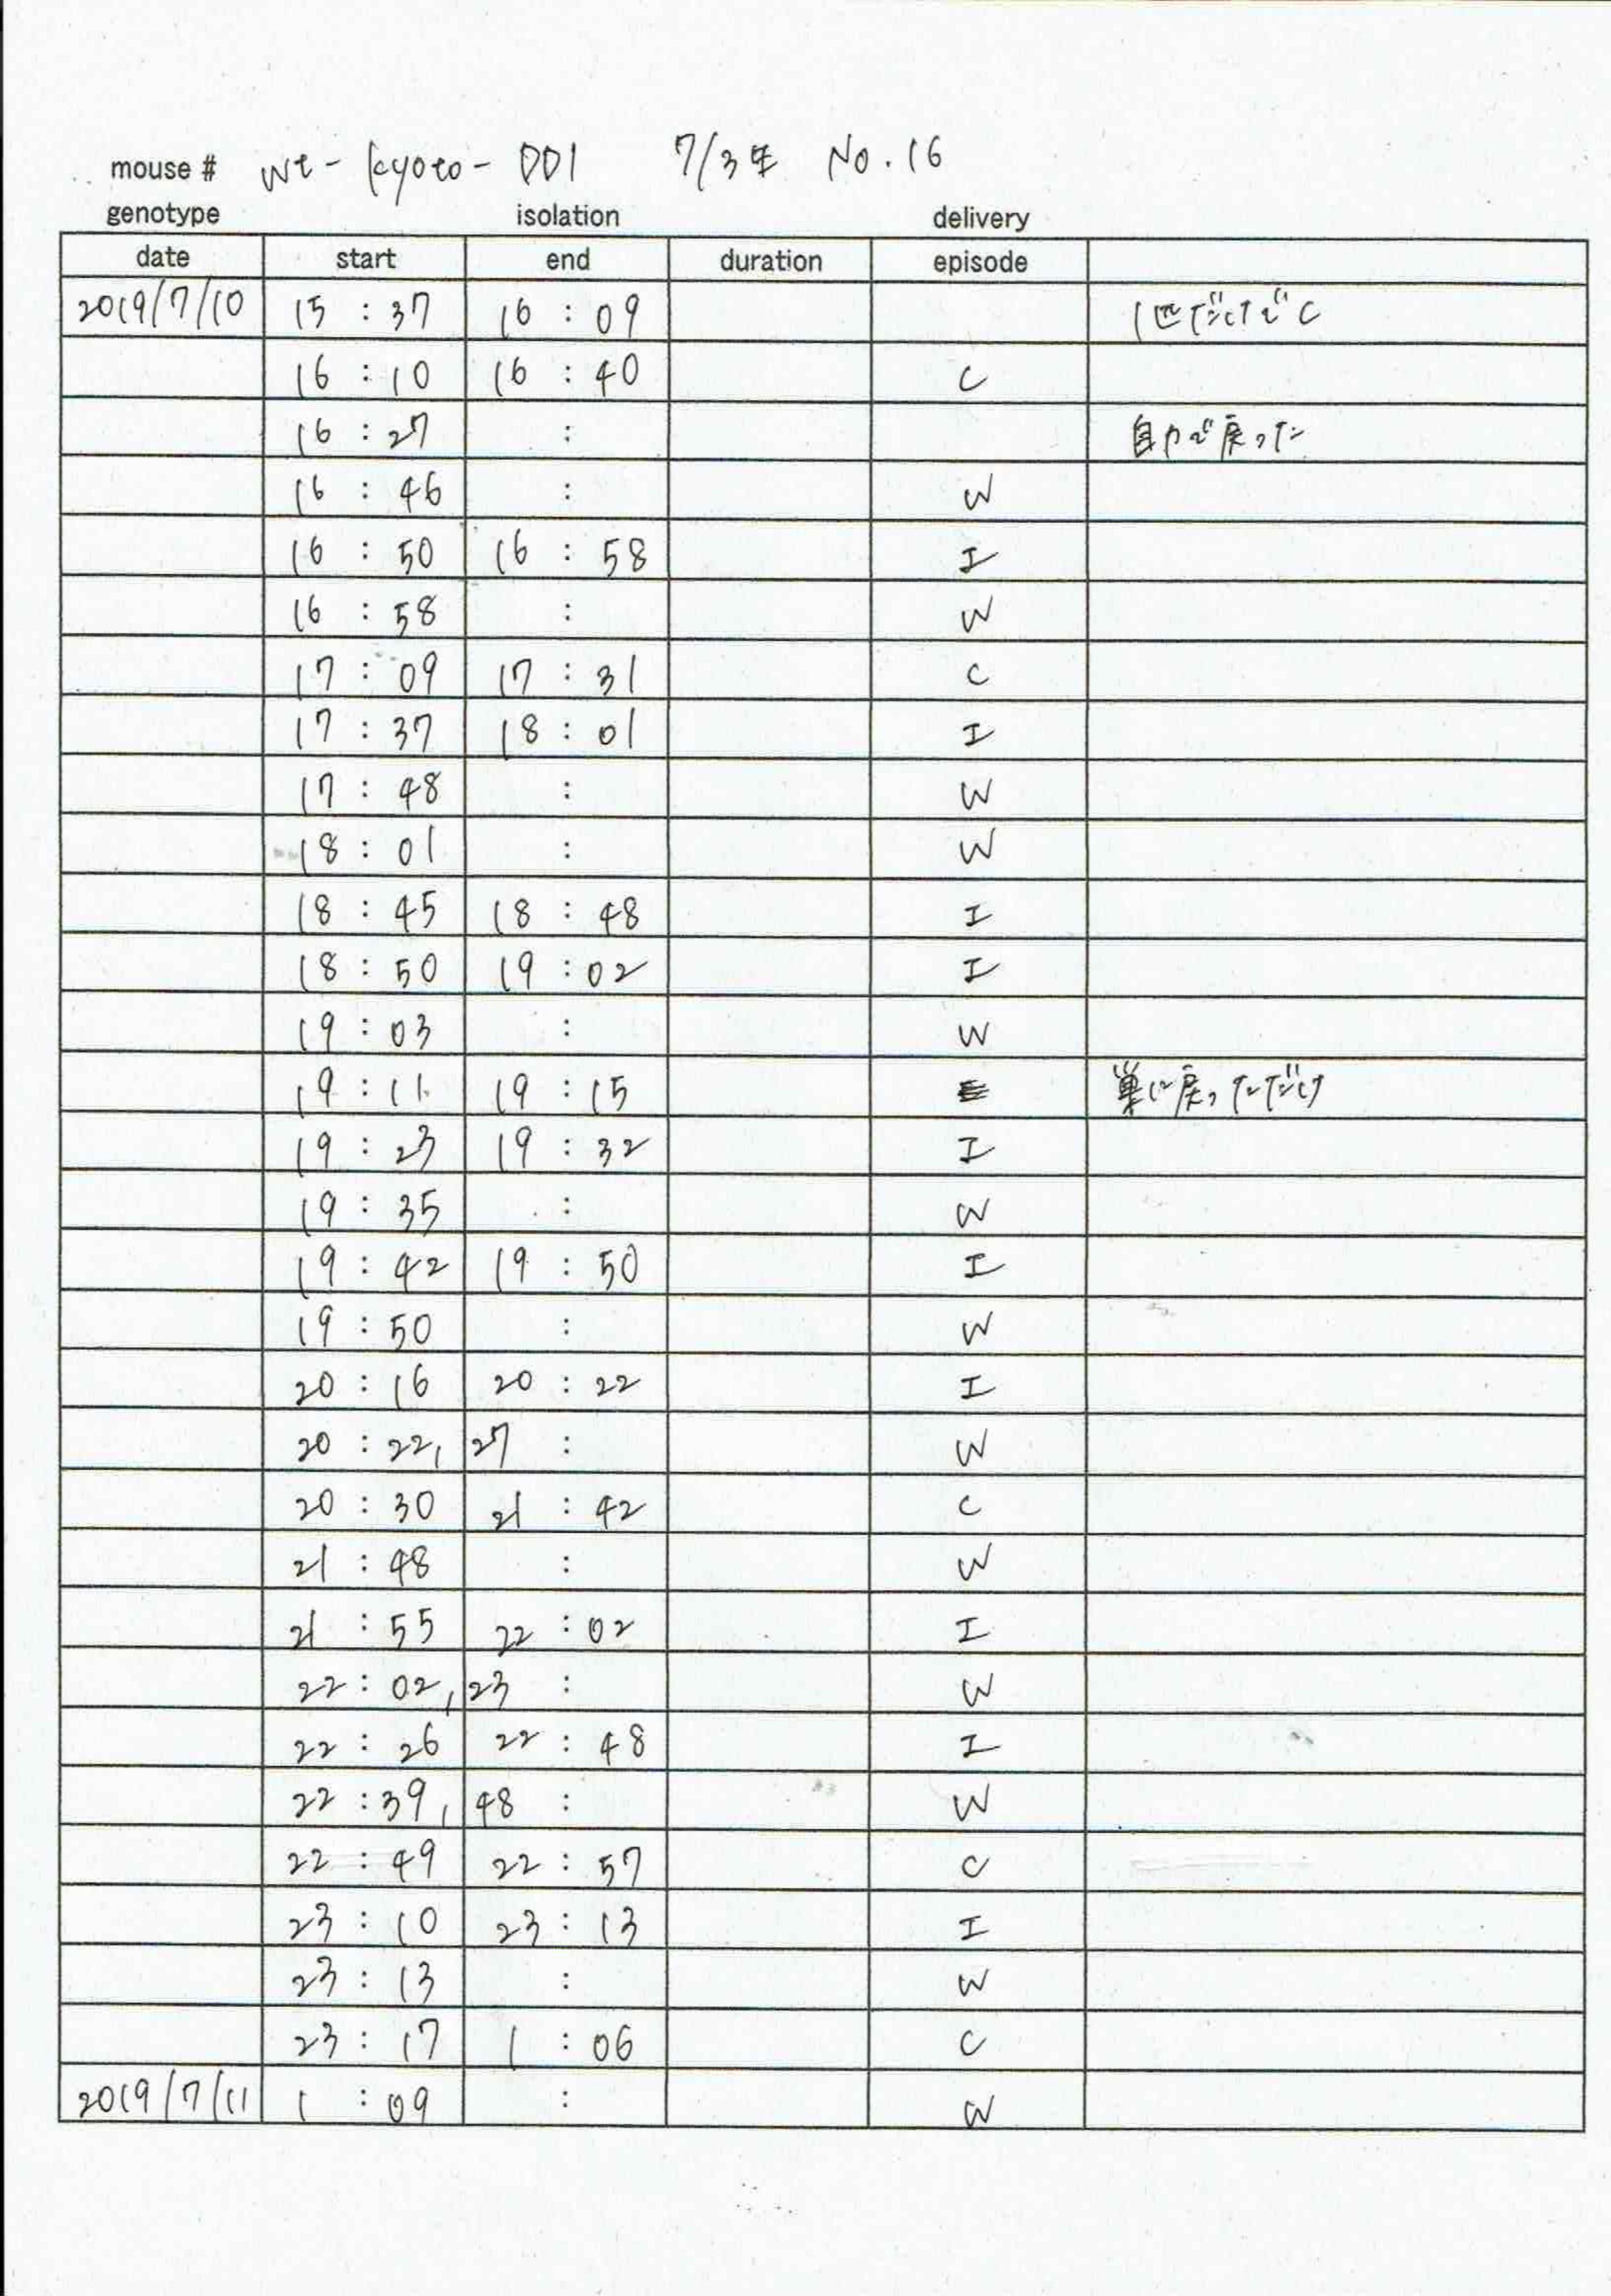 mouse # wt - kyoto - 001 7/3生 No.16
genotype isolation delivery
date start end duration episode
2019/7/10 15 : 37 16 : 09 1匹だけでC
16 : 10 16 : 40 C
16 : 27 : 自力で戻った
16 : 46 : W
16 : 50 16 : 58 I
16 : 58 : W
17 : 09 17 : 31 C
17 : 37 18 : 01 I
17 : 48 : W
18 : 01 : W
18 : 45 18 : 48 I
18 : 50 19 : 02 I
19 : 03 : W
19 : 11 19 : 15 巣に戻っただけ
19 : 23 19 : 32 I
19 : 35 : W
19 : 42 19 : 50 I
19 : 50 : W
20 : 16 20 : 22 I
20 : 22, 27 : W
20 : 30 21 : 42 C
21 : 48 : W
21 : 55 22 : 02 I
22 : 02, 23 : W
22 : 26 22 : 48 I
22 : 39, 48 : W
22 : 49 22 : 57 C
23 : 10 23 : 13 I
23 : 13 : W
23 : 17 1 : 06 C
2019/7/11 1 : 09 : W